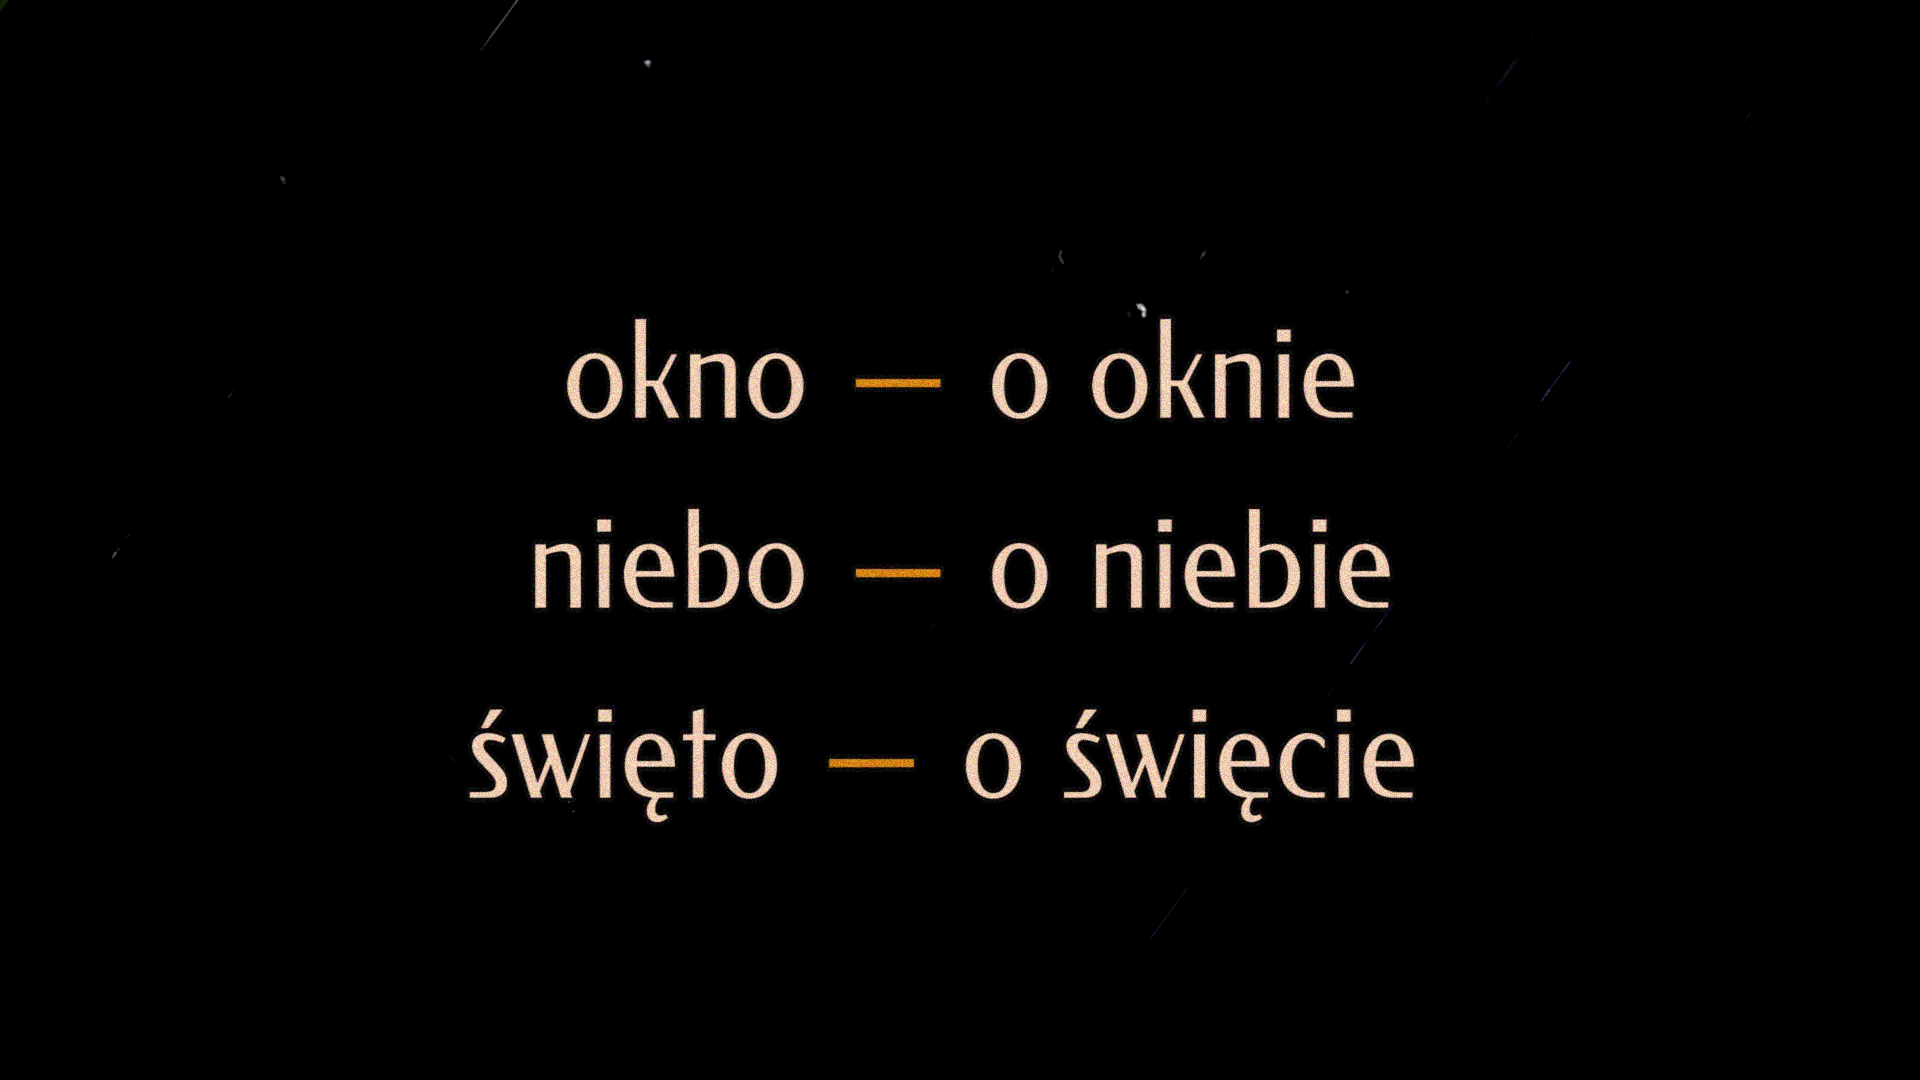 okno — o oknie
niebo — o niebie
święto — o święcie